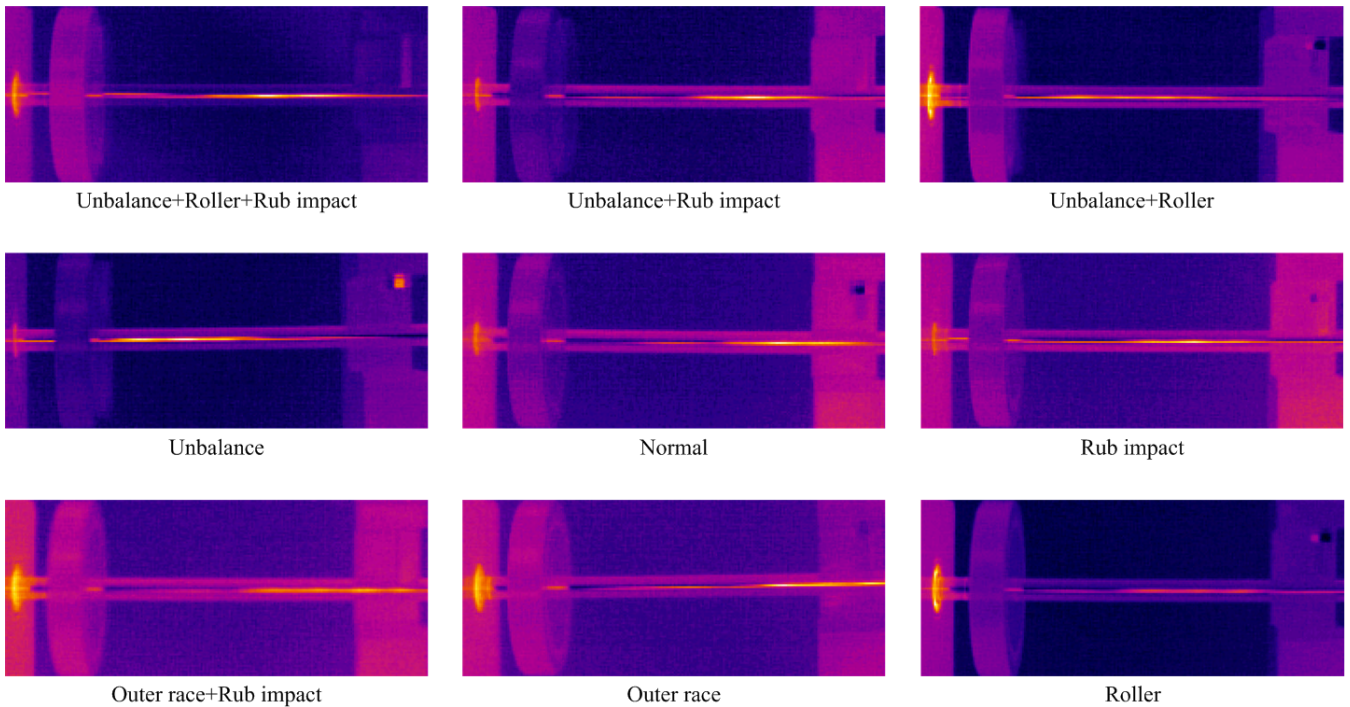 Unbalance+Roller+Rub impact
Unbalance+Rub impact
Unbalance+Roller
Unbalance
Normal
Rub impact
Outer race+Rub impact
Outer race
Roller